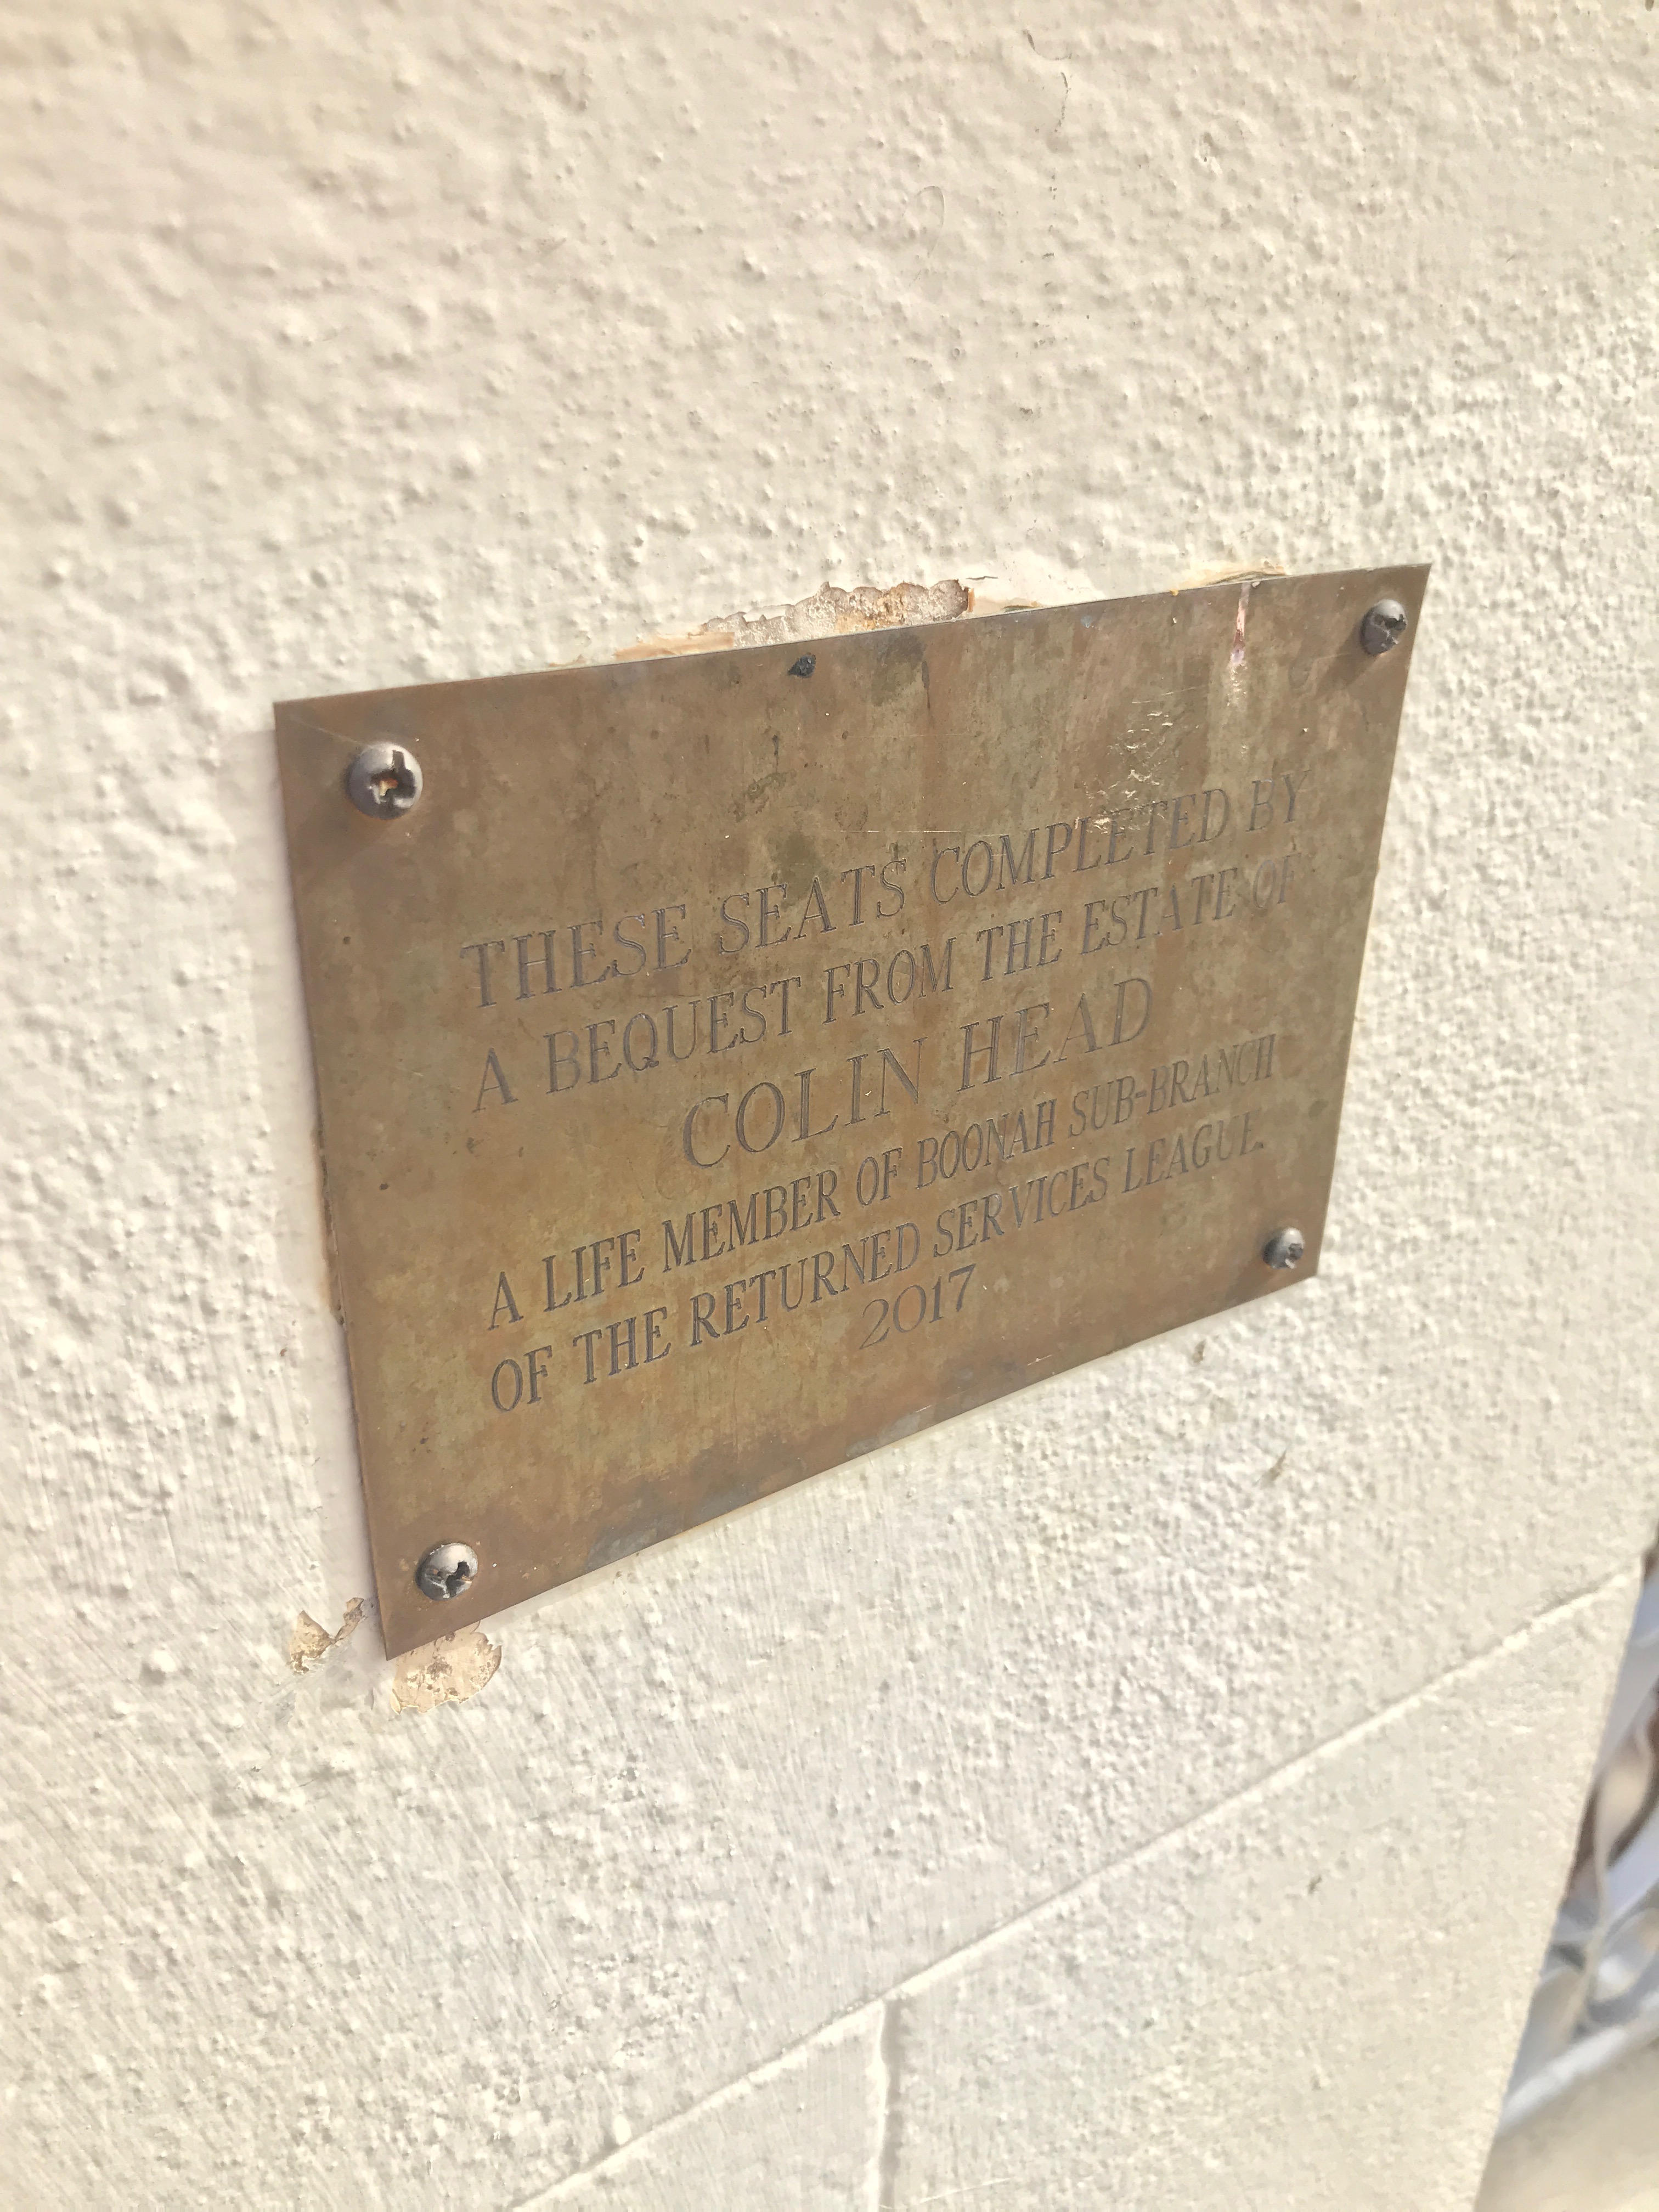 THESE SEATS COMPLETED BY
A BEQUEST FROM THE ESTATE OF
COLIN HEAD
A LIFE MEMBER OF BOONAH SUB-BRANCH
OF THE RETURNED SERVICES LEAGUE.
2017